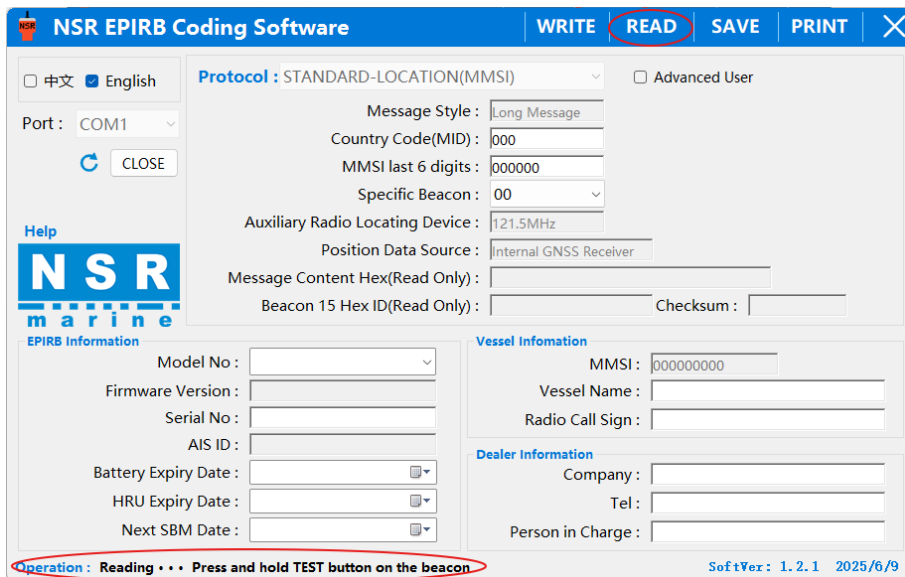 NSR NSR EPIRB Coding Software WRITE READ SAVE PRINT
中文 English
Port : COM1
CLOSE
Help
NSR
marine
Protocol : STANDARD-LOCATION(MMSI) Advanced User
Message Style : Long Message
Country Code(MID) : 000
MMSI last 6 digits : 000000
Specific Beacon : 00
Auxiliary Radio Locating Device : 121.5MHz
Position Data Source : Internal GNSS Receiver
Message Content Hex(Read Only) :
Beacon 15 Hex ID(Read Only) : Checksum :
EPIRB Information
Model No :
Firmware Version :
Serial No :
AIS ID :
Battery Expiry Date :
HRU Expiry Date :
Next SBM Date :
Vessel Infomation
MMSI : 000000000
Vessel Name :
Radio Call Sign :
Dealer Information
Company :
Tel :
Person in Charge :
Operation : Reading · · · Press and hold TEST button on the beacon SoftVer: 1.2.1 2025/6/9